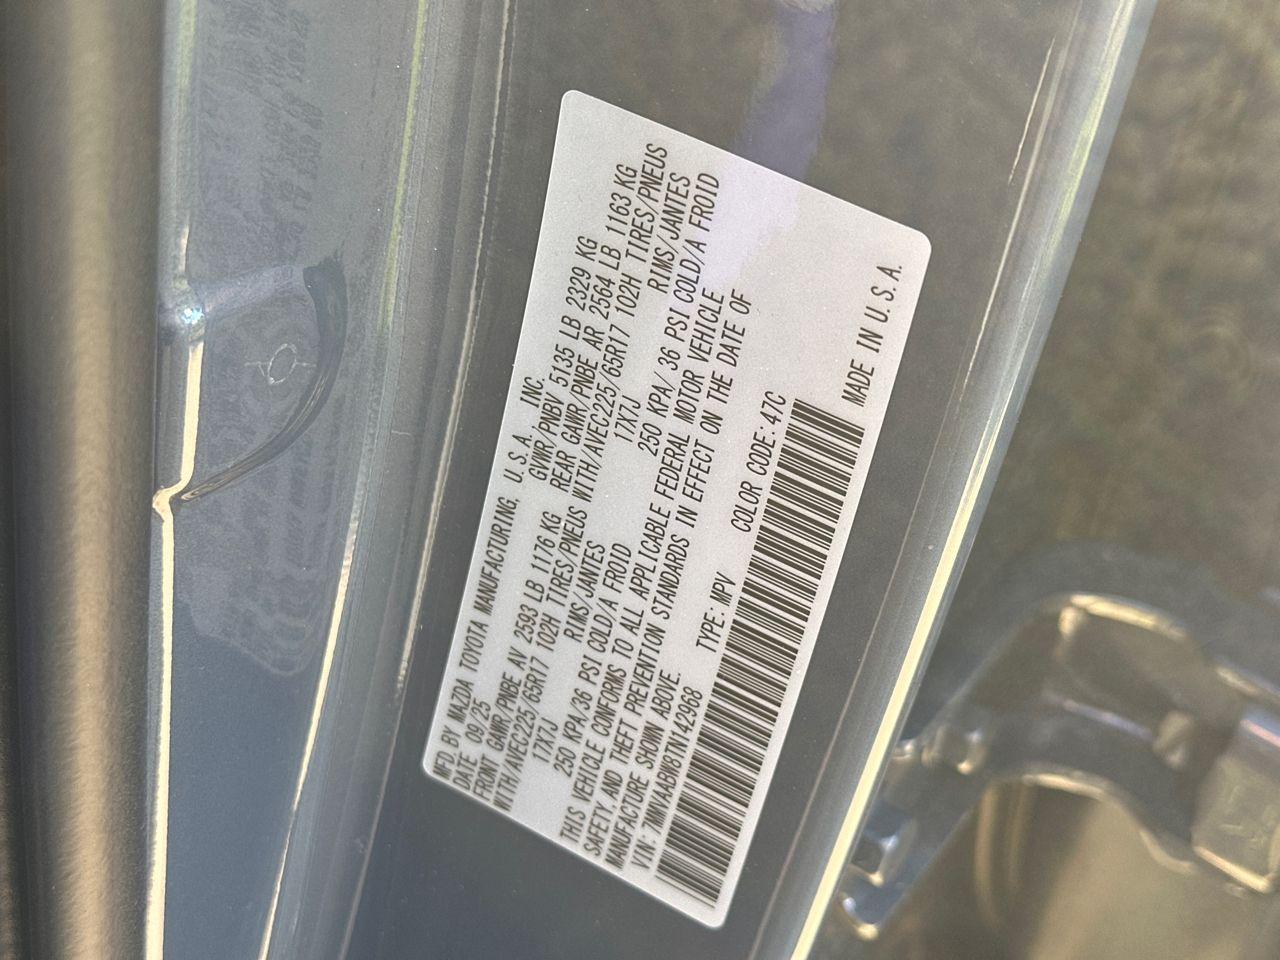 MFD. BY MAZDA TOYOTA MANUFACTURING, U.S.A., INC.
DATE 09/25 GVWR/PNBV 5135 LB 2329 KG
FRONT GAWR/PNBE AV 2593 LB 1176 KG REAR GAWR/PNBE AR 2564 LB 1163 KG
WITH/AVEC225/65R17 102H TIRES/PNEUS WITH/AVEC225/65R17 102H TIRES/PNEUS
17X7J RIMS/JANTES 17X7J RIMS/JANTES
250 KPA/36 PSI COLD/A FROID 250 KPA/ 36 PSI COLD/A FROID
THIS VEHICLE CONFORMS TO ALL APPLICABLE FEDERAL MOTOR VEHICLE
SAFETY, AND THEFT PREVENTION STANDARDS IN EFFECT ON THE DATE OF
MANUFACTURE SHOWN ABOVE.
VIN: 7MMVAABW8TN142968 TYPE: MPV COLOR CODE: 47C
MADE IN U.S.A.